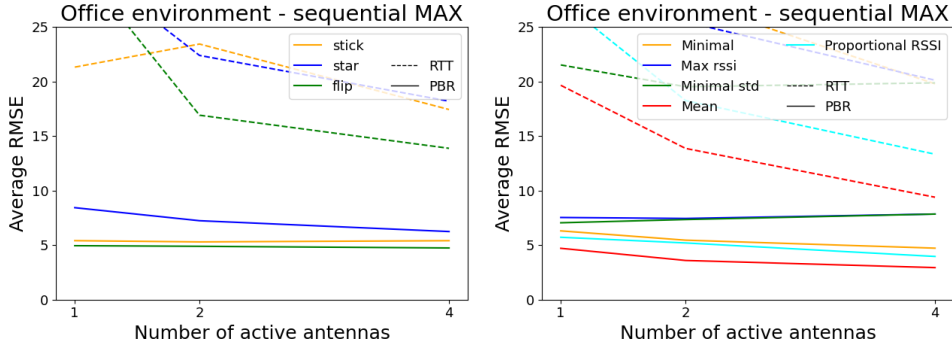 Office environment - sequential MAX
Average RMSE
25
20
15
10
5
0
stick
star
flip
RTT
PBR
1
2
4
Number of active antennas
Office environment - sequential MAX
Average RMSE
25
20
15
10
5
0
Minimal
Max rssi
Minimal std
Mean
Proportional RSSI
RTT
PBR
1
2
4
Number of active antennas